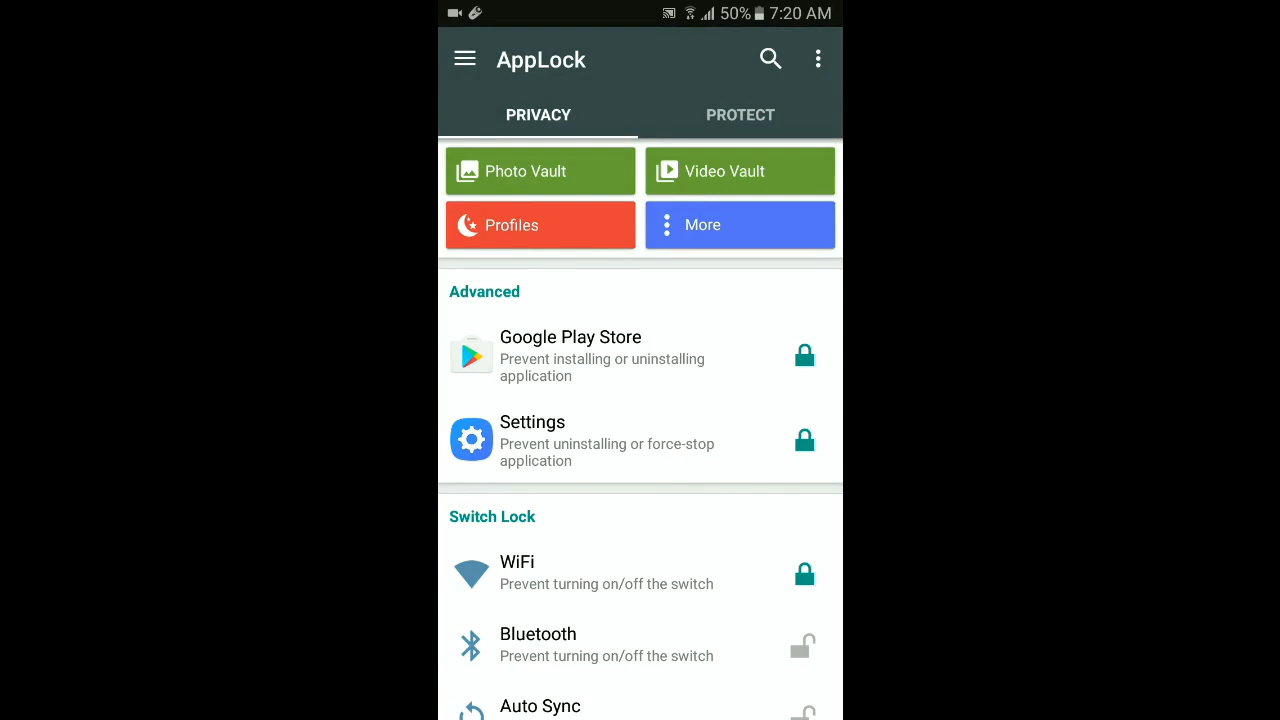 50% 7:20 AM
AppLock
PRIVACY PROTECT
Photo Vault Video Vault
Profiles More
Advanced
Google Play Store
Prevent installing or uninstalling
application
Settings
Prevent uninstalling or force-stop
application
Switch Lock
WiFi
Prevent turning on/off the switch
Bluetooth
Prevent turning on/off the switch
Auto Sync